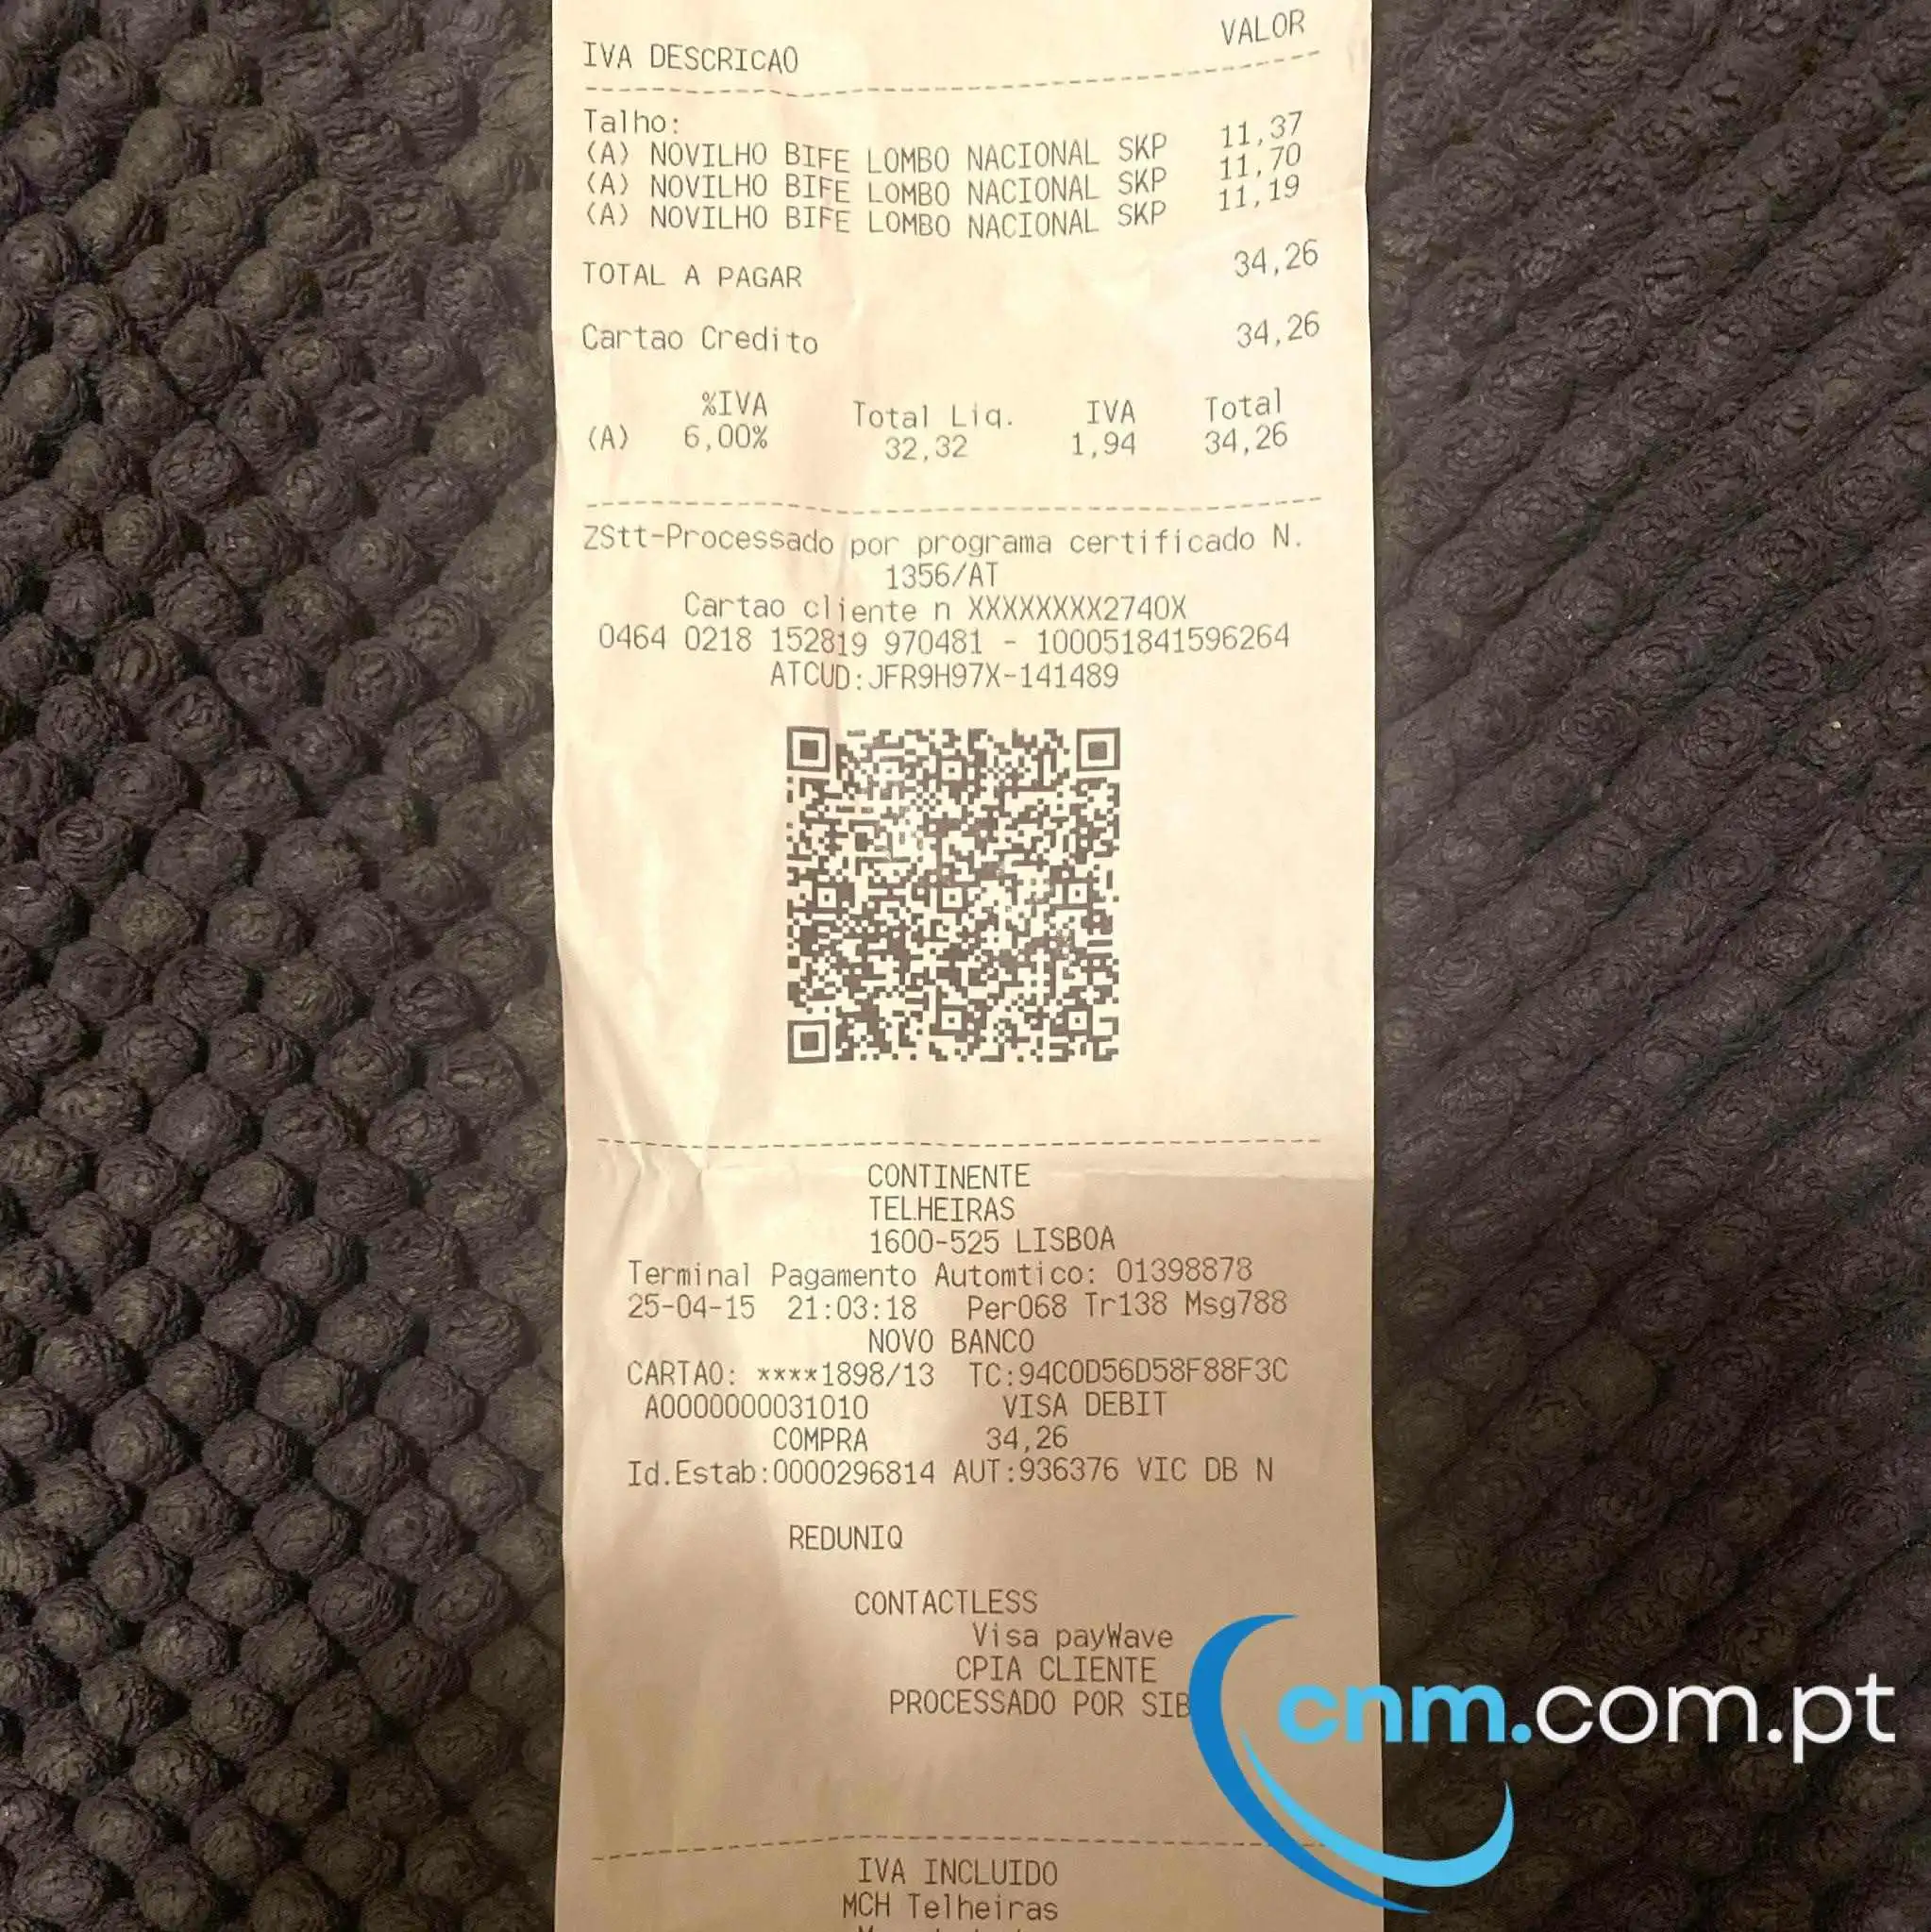 IVA DESCRICAO VALOR
Talho:
(A) NOVILHO BIFE LOMBO NACIONAL SKP 11,37
(A) NOVILHO BIFE LOMBO NACIONAL SKP 11,70
(A) NOVILHO BIFE LOMBO NACIONAL SKP 11,19
TOTAL A PAGAR 34,26
Cartao Credito 34,26
%IVA Total Liq. IVA Total
(A) 6,00% 32,32 1,94 34,26
ZStt-Processado por programa certificado N.
1356/AT
Cartao cliente n XXXXXXXX2740X
0464 0218 152819 970481 - 100051841596264
ATCUD:JFR9H97X-141489
CONTINENTE
TELHEIRAS
1600-525 LISBOA
Terminal Pagamento Automtico: 01398878
25-04-15 21:03:18 Per068 Tr138 Msg788
NOVO BANCO
CARTAO: ****1898/13 TC:94C0D56D58F88F3C
A0000000031010 VISA DEBIT
COMPRA 34,26
Id.Estab:0000296814 AUT:936376 VIC DB N
REDUNIQ
CONTACTLESS
Visa payWave
CPIA CLIENTE
PROCESSADO POR SIB
cnm.com.pt
IVA INCLUIDO
MCH Telheiras